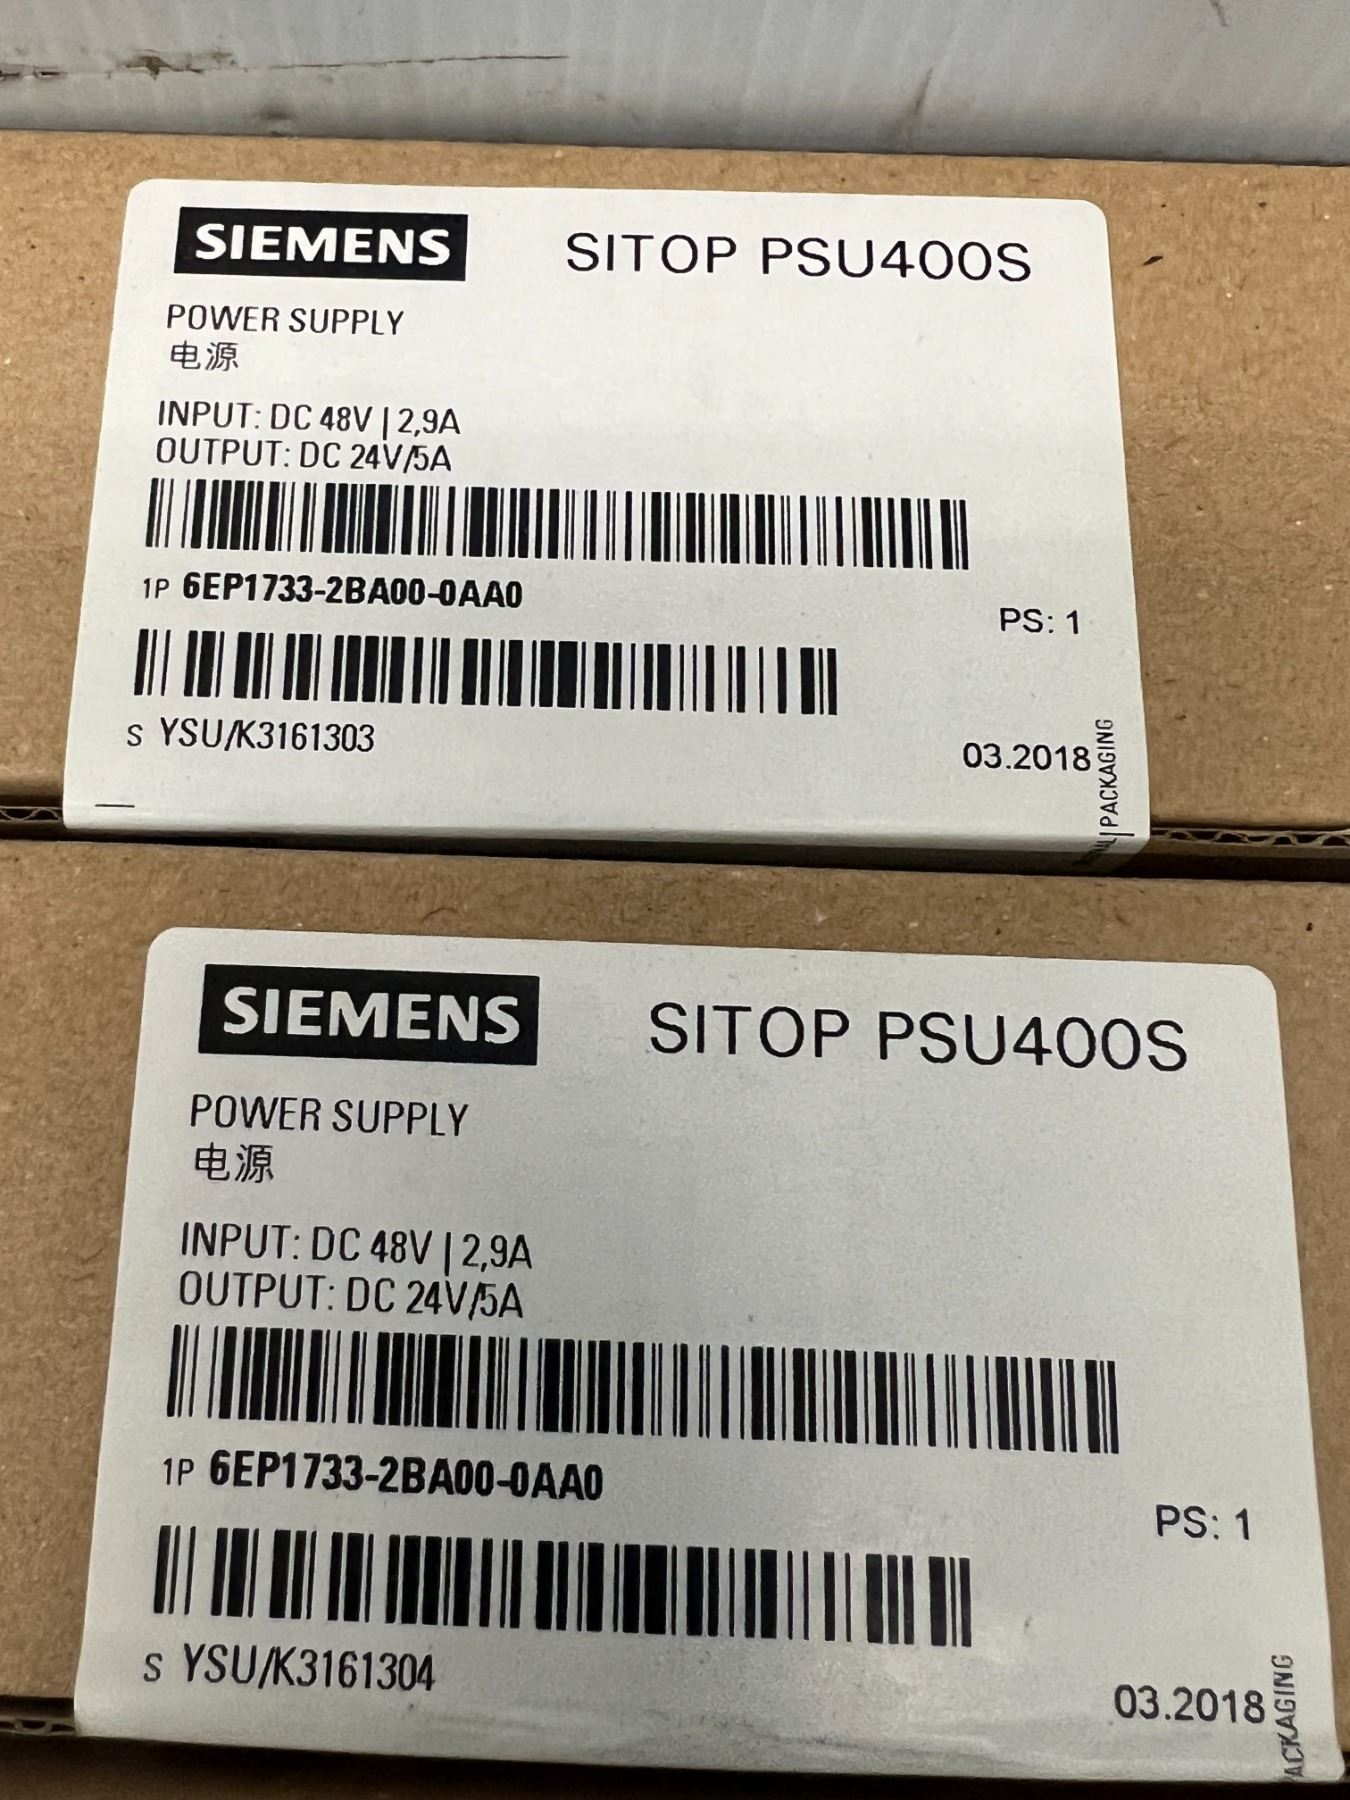 SIEMENS
SITOP PSU400S
POWER SUPPLY
电源
INPUT: DC 48V | 2,9A
OUTPUT: DC 24V/5A
1P 6EP1733-2BA00-0AA0
PS: 1
S YSU/K3161303
03.2018
PACKAGING
SIEMENS
SITOP PSU400S
POWER SUPPLY
电源
INPUT: DC 48V | 2,9A
OUTPUT: DC 24V/5A
1P 6EP1733-2BA00-0AA0
PS: 1
S YSU/K3161304
03.2018
ACKAGING